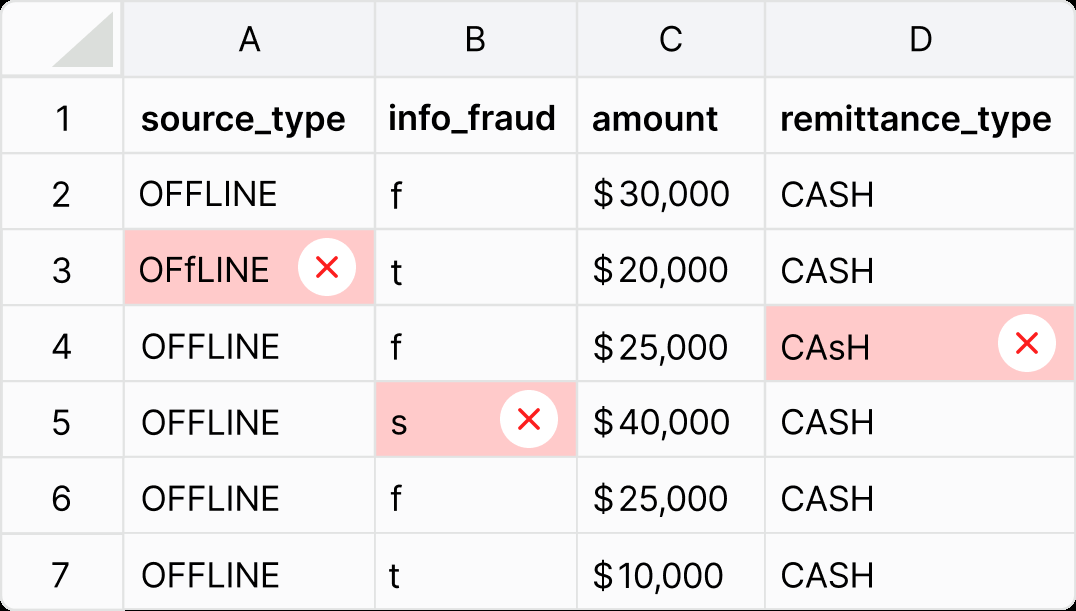 A B C D
1 source_type info_fraud amount remittance_type
2 OFFLINE f $30,000 CASH
3 OFfLINE t $20,000 CASH
4 OFFLINE f $25,000 CAsH
5 OFFLINE s $40,000 CASH
6 OFFLINE f $25,000 CASH
7 OFFLINE t $10,000 CASH